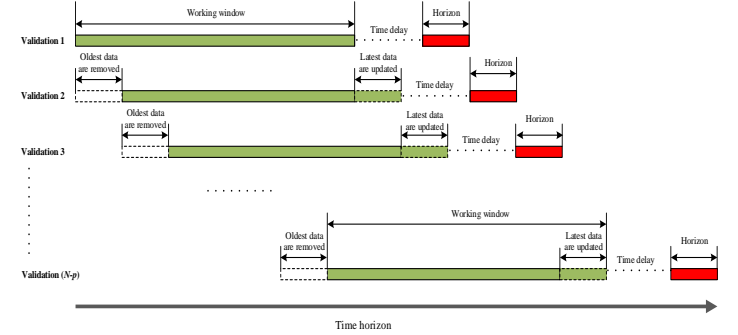 Working window
Horizon
Time delay
Validation 1
Oldest data
are removed
Latest data
are updated
Horizon
Time delay
Validation 2
Oldest data
are removed
Latest data
are updated
Horizon
Time delay
Validation 3
Working window
Oldest data
are removed
Latest data
are updated
Horizon
Time delay
Validation (N-p)
Time horizon